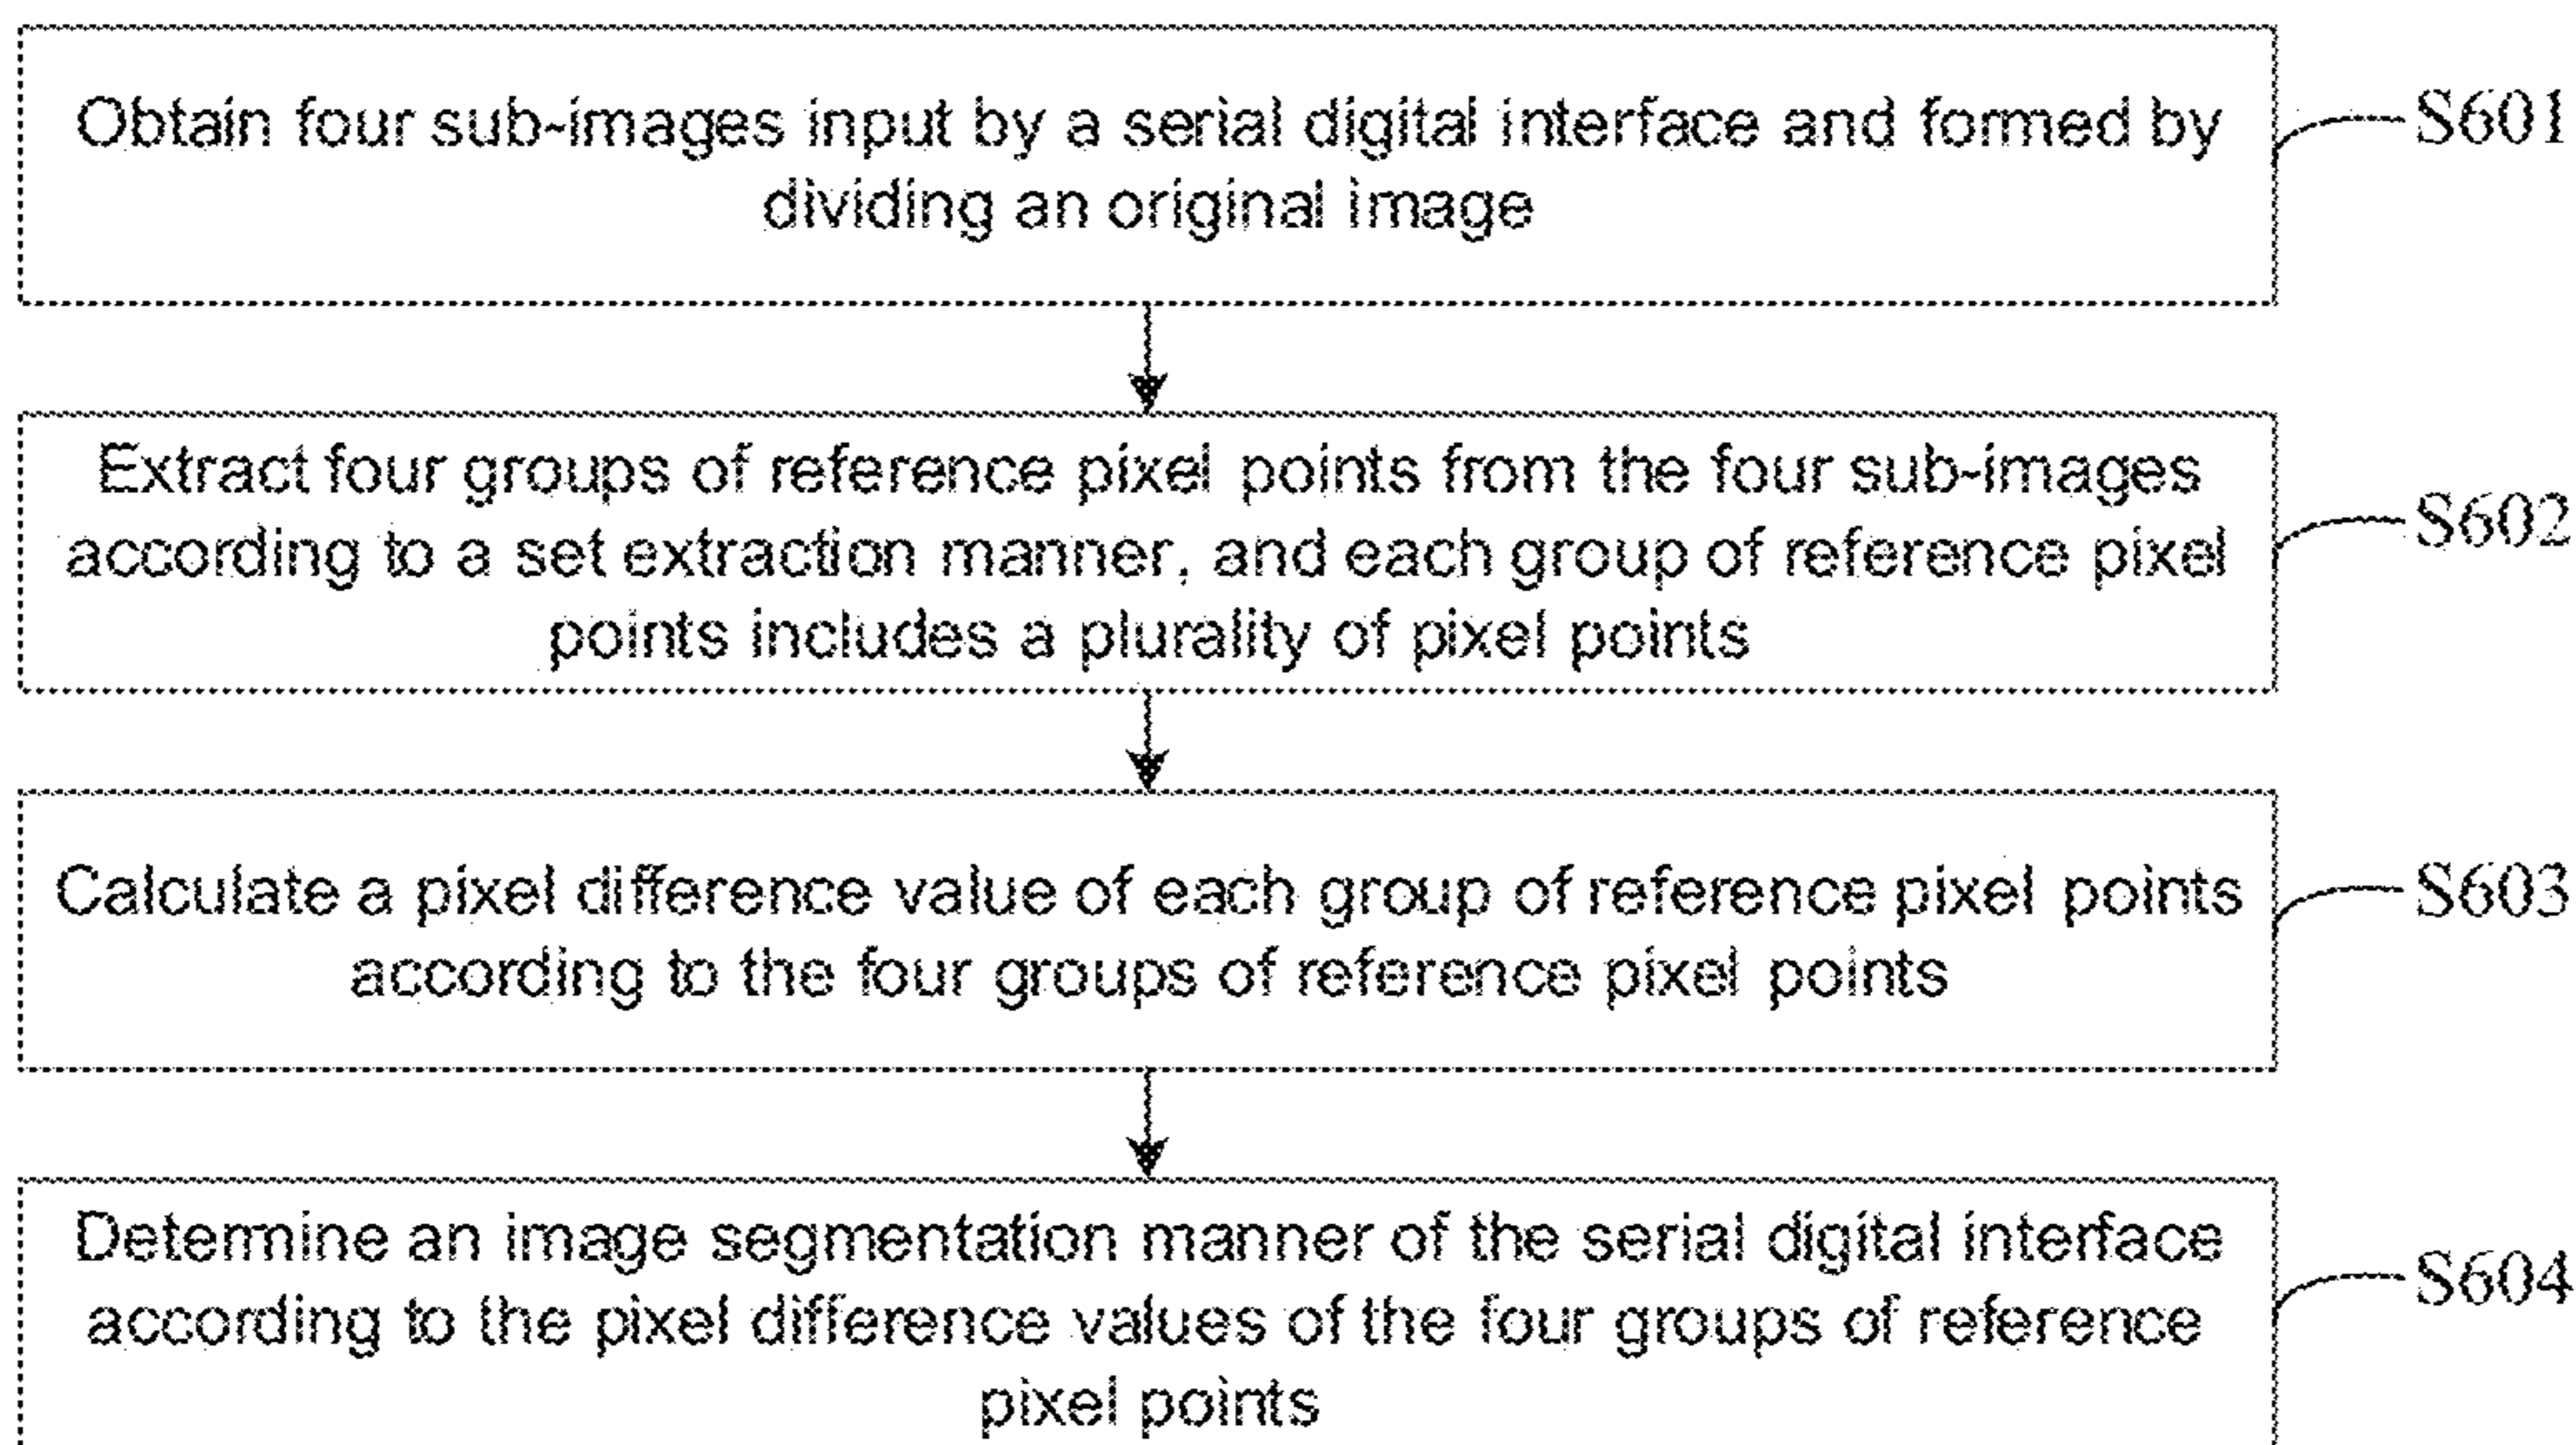 Obtain four sub-images input by a serial digital interface and formed by
dividing an original image
S601
Extract four groups of reference pixel points from the four sub-images
according to a set extraction manner, and each group of reference pixel
points includes a plurality of pixel points
S602
Calculate a pixel difference value of each group of reference pixel points
according to the four groups of reference pixel points
S603
Determine an image segmentation manner of the serial digital interface
according to the pixel difference values of the four groups of reference
pixel points
S604